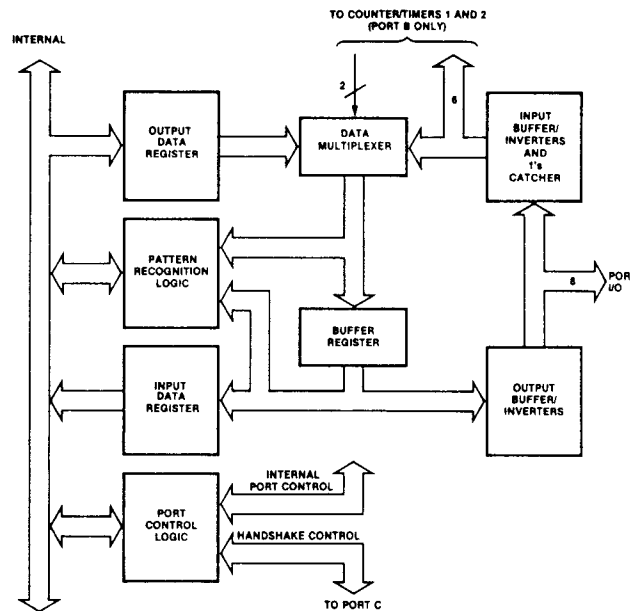 TO COUNTER/TIMERS 1 AND 2
(PORT B ONLY)
INTERNAL
2
6
OUTPUT
DATA
REGISTER
DATA
MULTIPLEXER
INPUT
BUFFER/
INVERTERS
AND
1's
CATCHER
PATTERN
RECOGNITION
LOGIC
8
POR
I/O
BUFFER
REGISTER
INPUT
DATA
REGISTER
OUTPUT
BUFFER/
INVERTERS
INTERNAL
PORT CONTROL
PORT
CONTROL
LOGIC
HANDSHAKE CONTROL
TO PORT C